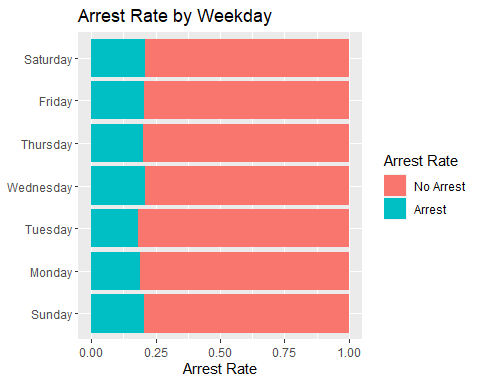 Arrest Rate by Weekday
Saturday
Friday
Thursday
Wednesday
Tuesday
Monday
Sunday
0.00 0.25 0.50 0.75 1.00
Arrest Rate
Arrest Rate
No Arrest
Arrest